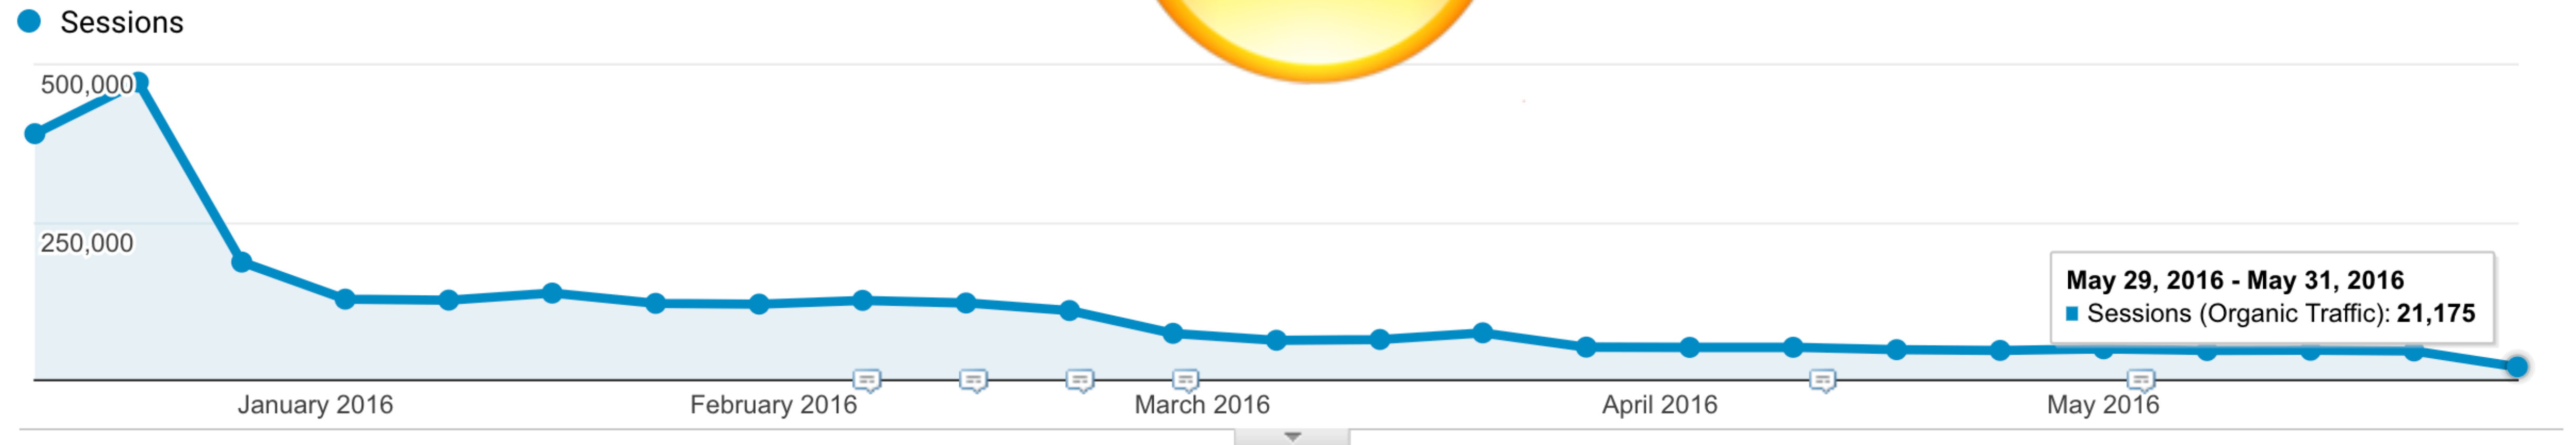 Sessions
500,000
250,000
May 29, 2016 - May 31, 2016
Sessions (Organic Traffic): 21,175
January 2016
February 2016
March 2016
April 2016
May 2016